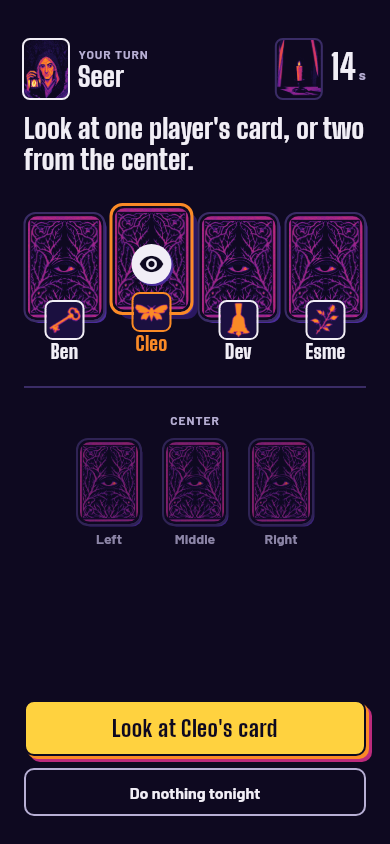 YOUR TURN
Seer
14 s
Look at one player's card, or two
from the center.
Ben
Cleo
Dev
Esme
CENTER
Left
Middle
Right
Look at Cleo's card
Do nothing tonight